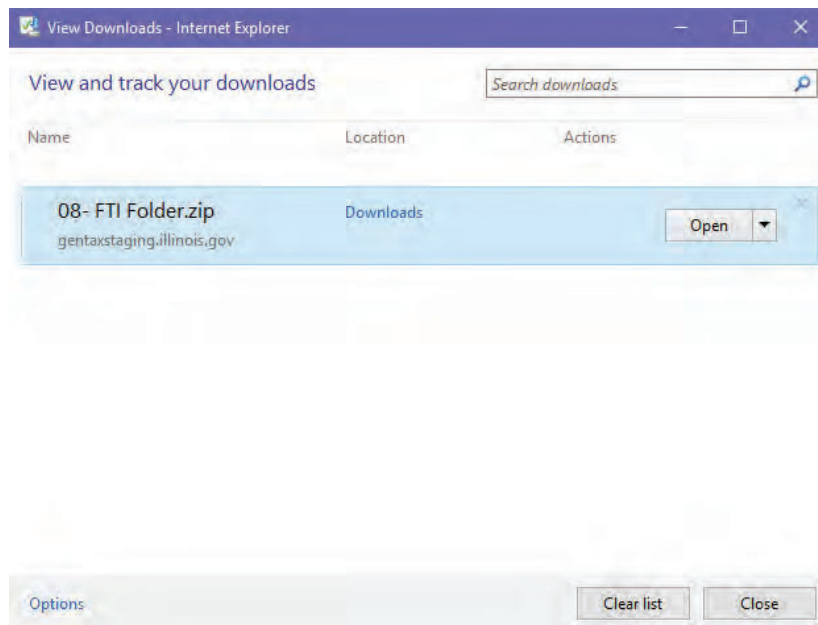 View Downloads - Internet Explorer
View and track your downloads
Search downloads
Name Location Actions
08- FTI Folder.zip Downloads
gentaxstaging.illinois.gov
Open
Options Clear list Close